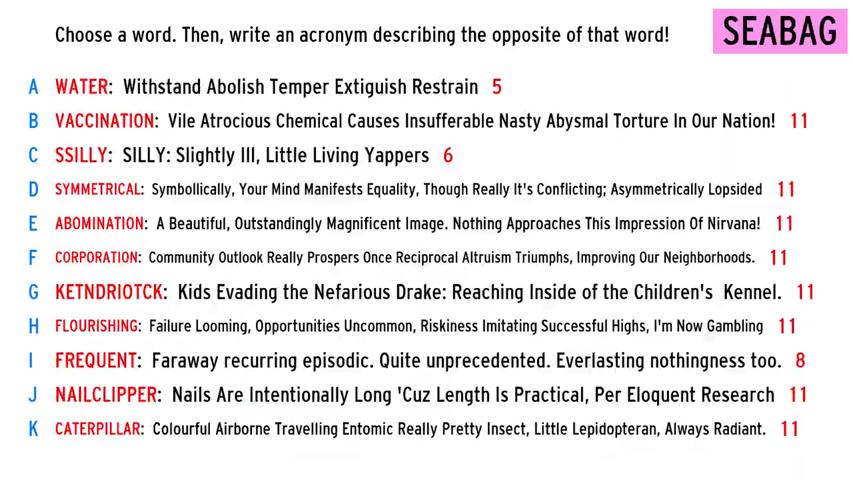 Choose a word. Then, write an acronym describing the opposite of that word!
SEABAG
A WATER: Withstand Abolish Temper Extiguish Restrain 5
B VACCINATION: Vile Atrocious Chemical Causes Insufferable Nasty Abysmal Torture In Our Nation! 11
C SSILLY: SILLY: Slightly Ill, Little Living Yappers 6
D SYMMETRICAL: Symbollically, Your Mind Manifests Equality, Though Really It's Conflicting; Asymmetrically Lopsided 11
E ABOMINATION: A Beautiful, Outstandingly Magnificent Image. Nothing Approaches This Impression Of Nirvana! 11
F CORPORATION: Community Outlook Really Prospers Once Reciprocal Altruism Triumphs, Improving Our Neighborhoods. 11
G KETNDRIOTCK: Kids Evading the Nefarious Drake: Reaching Inside of the Children's Kennel. 11
H FLOURISHING: Failure Looming, Opportunities Uncommon, Riskiness Imitating Successful Highs, I'm Now Gambling 11
I FREQUENT: Faraway recurring episodic. Quite unprecedented. Everlasting nothingness too. 8
J NAILCLIPPER: Nails Are Intentionally Long 'Cuz Length Is Practical, Per Eloquent Research 11
K CATERPILLAR: Colourful Airborne Travelling Entomic Really Pretty Insect, Little Lepidopteran, Always Radiant. 11